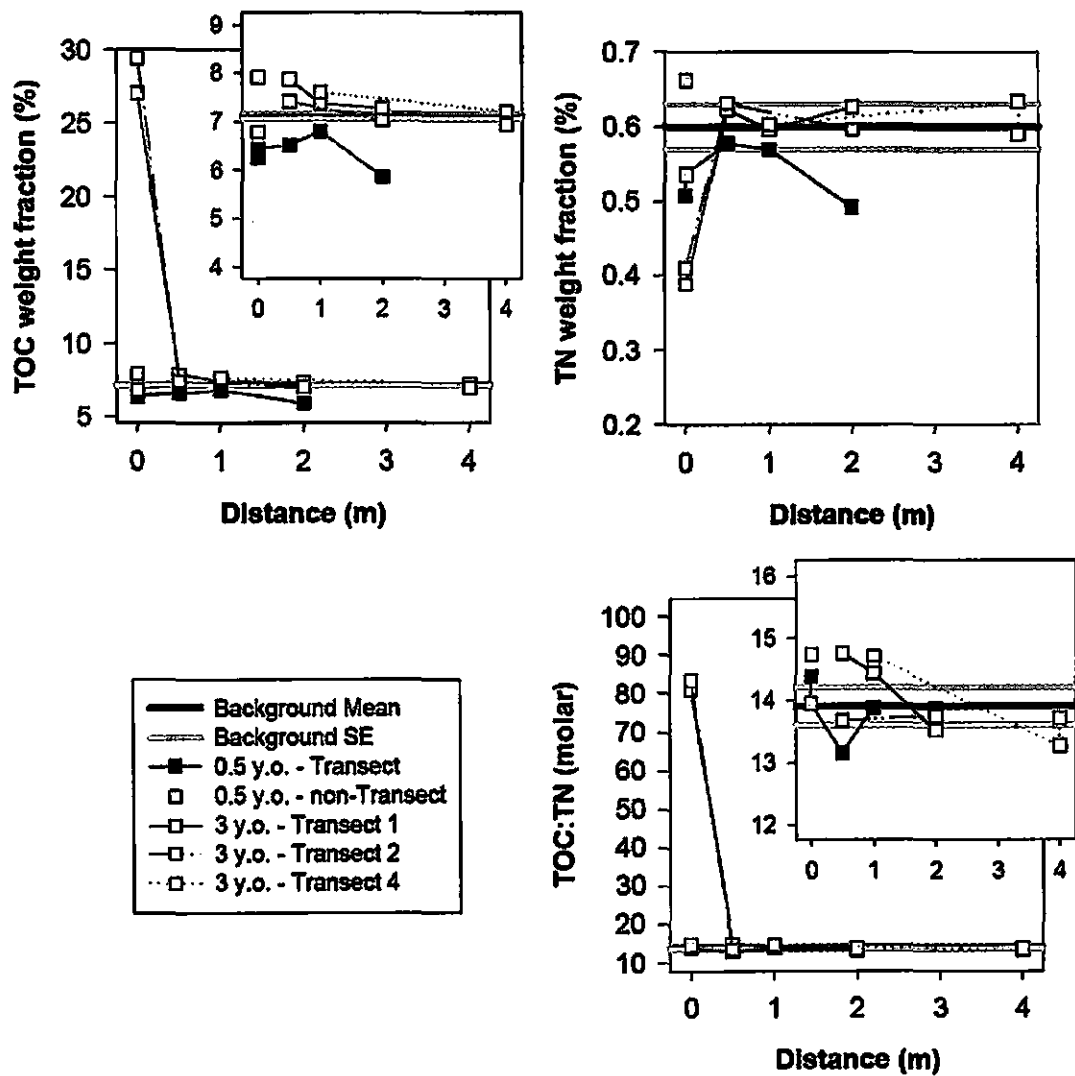 TOC weight fraction (%)
30
25
20
15
10
5
0 1 2 3 4
Distance (m)
9
8
7
6
5
4
0 1 2 3 4
TN weight fraction (%)
0.7
0.6
0.5
0.4
0.3
0.2
0 1 2 3 4
Distance (m)
Background Mean
Background SE
0.5 y.o. - Transect
0.5 y.o. - non-Transect
3 y.o. - Transect 1
3 y.o. - Transect 2
3 y.o. - Transect 4
TOC:TN (molar)
100
90
80
70
60
50
40
30
20
10
0 1 2 3 4
Distance (m)
16
15
14
13
12
0 1 2 3 4